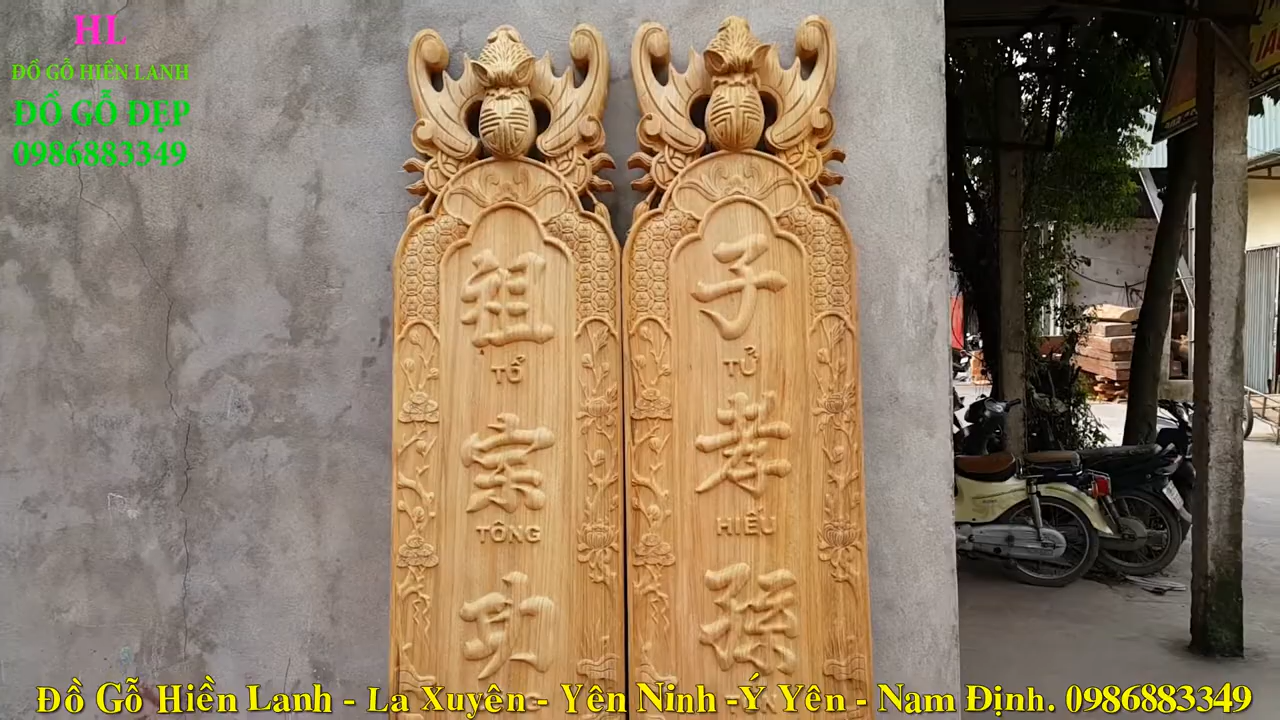 HL
ĐỒ GỖ HIỀN LANH
ĐỒ GỖ ĐẸP
0986883349
祖
TỔ
宗
TÔNG
子
TỬ
孝
HIẾU
孫
Đồ Gỗ Hiền Lanh - La Xuyên - Yên Ninh -Ý Yên - Nam Định. 0986883349